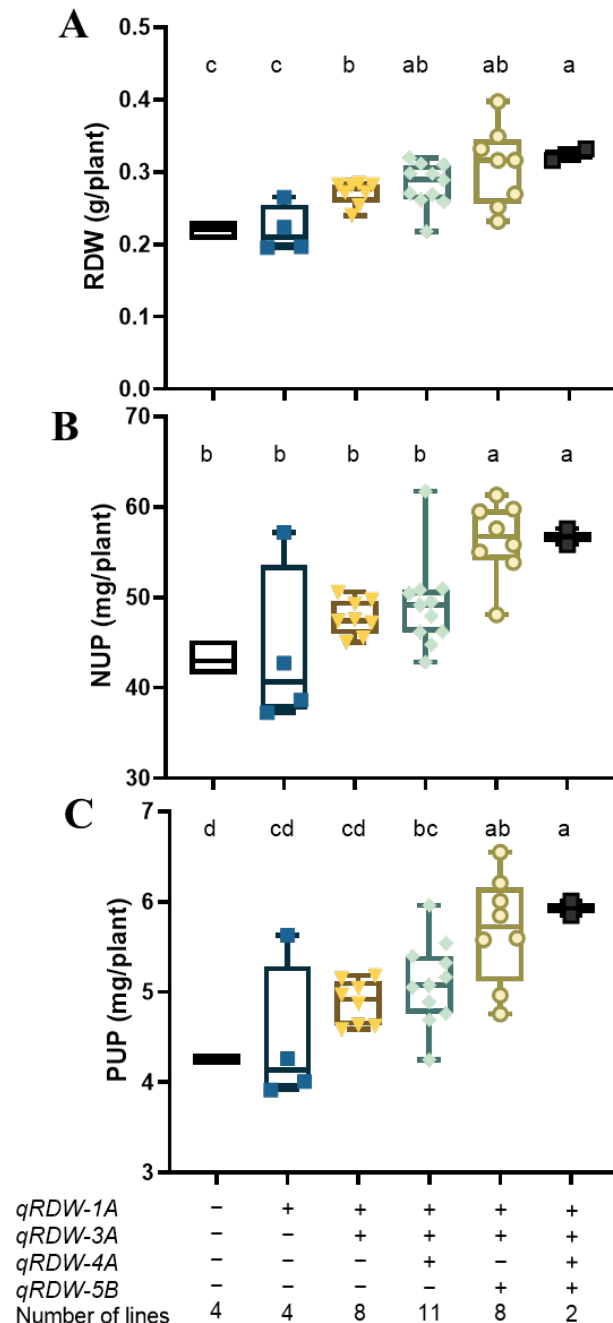 A
c c b ab ab a
0.5
0.4
0.3
0.2
0.1
0.0
RDW (g/plant)
B
b b b b a a
70
60
50
40
30
NUP (mg/plant)
C
d cd cd bc ab a
7
6
5
4
3
PUP (mg/plant)
qRDW-1A – + + + + +
qRDW-3A – – + + + +
qRDW-4A – – – + – +
qRDW-5B – – – – + +
Number of lines 4 4 8 11 8 2